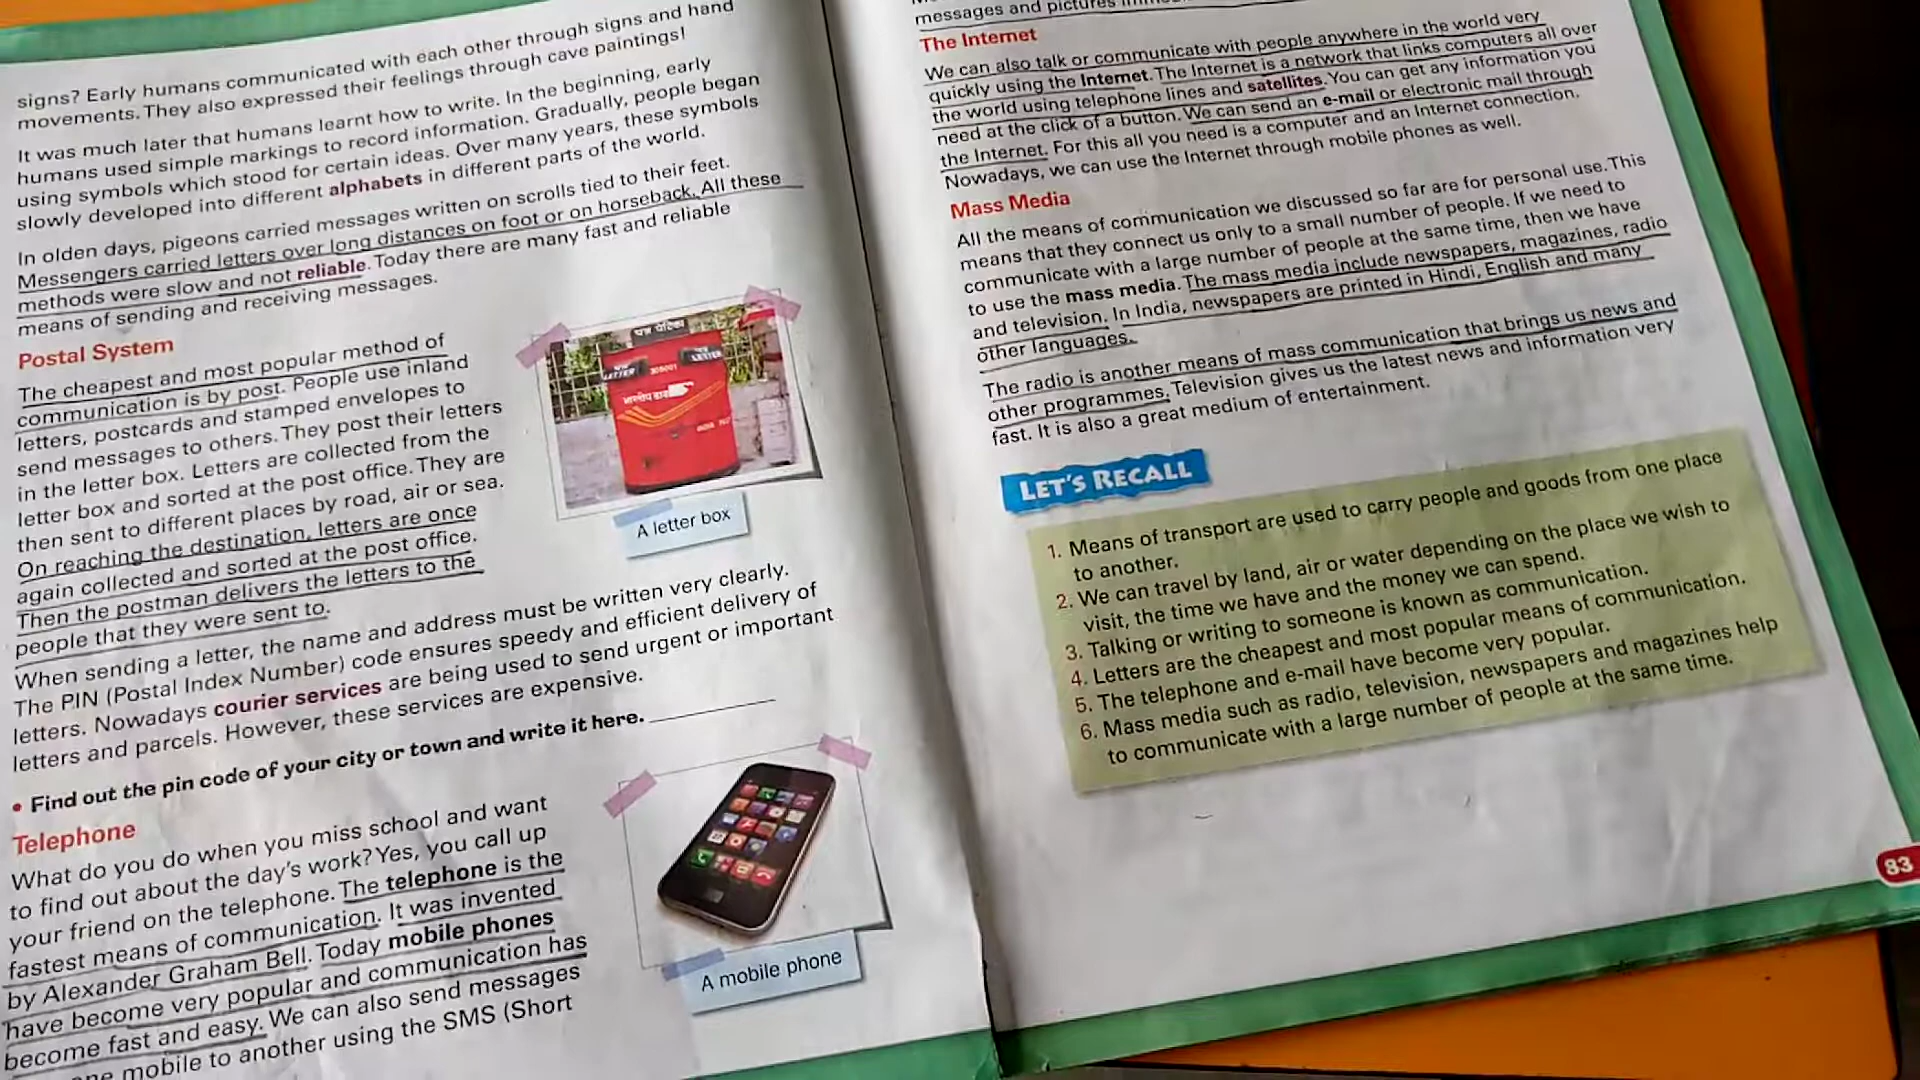 signs? Early humans communicated with each other through signs and hand
movements. They also expressed their feelings through cave paintings!
It was much later that humans learnt how to write. In the beginning, early
humans used simple markings to record information. Gradually, people began
using symbols which stood for certain ideas. Over many years, these symbols
slowly developed into different alphabets in different parts of the world.
In olden days, pigeons carried messages written on scrolls tied to their feet.
Messengers carried letters over long distances on foot or on horseback. All these
methods were slow and not reliable. Today there are many fast and reliable
means of sending and receiving messages.
Postal System
The cheapest and most popular method of
communication is by post. People use inland
letters, postcards and stamped envelopes to
send messages to others. They post their letters
in the letter box. Letters are collected from the
letter box and sorted at the post office. They are
then sent to different places by road, air or sea.
On reaching the destination, letters are once
again collected and sorted at the post office.
Then the postman delivers the letters to the
people that they were sent to.
पत्र पेटिका
LETTER
LETTER
305001
भारतीय डाक
A letter box
When sending a letter, the name and address must be written very clearly.
The PIN (Postal Index Number) code ensures speedy and efficient delivery of
letters. Nowadays courier services are being used to send urgent or important
letters and parcels. However, these services are expensive.
• Find out the pin code of your city or town and write it here.
Telephone
What do you do when you miss school and want
to find out about the day's work? Yes, you call up
your friend on the telephone. The telephone is the
fastest means of communication. It was invented
by Alexander Graham Bell. Today mobile phones
have become very popular and communication has
become fast and easy. We can also send messages
mobile to another using the SMS (Short
A mobile phone
messages and pictures
The Internet
We can also talk or communicate with people anywhere in the world very
quickly using the Internet. The Internet is a network that links computers all over
the world using telephone lines and satellites. You can get any information you
need at the click of a button. We can send an e-mail or electronic mail through
the Internet. For this all you need is a computer and an Internet connection.
Nowadays, we can use the Internet through mobile phones as well.
Mass Media
All the means of communication we discussed so far are for personal use. This
means that they connect us only to a small number of people. If we need to
communicate with a large number of people at the same time, then we have
to use the mass media. The mass media include newspapers, magazines, radio
and television. In India, newspapers are printed in Hindi, English and many
other languages.
The radio is another means of mass communication that brings us news and
other programmes. Television gives us the latest news and information very
fast. It is also a great medium of entertainment.
LET'S RECALL
1. Means of transport are used to carry people and goods from one place
to another.
2. We can travel by land, air or water depending on the place we wish to
visit, the time we have and the money we can spend.
3. Talking or writing to someone is known as communication.
4. Letters are the cheapest and most popular means of communication.
5. The telephone and e-mail have become very popular.
6. Mass media such as radio, television, newspapers and magazines help
to communicate with a large number of people at the same time.
83